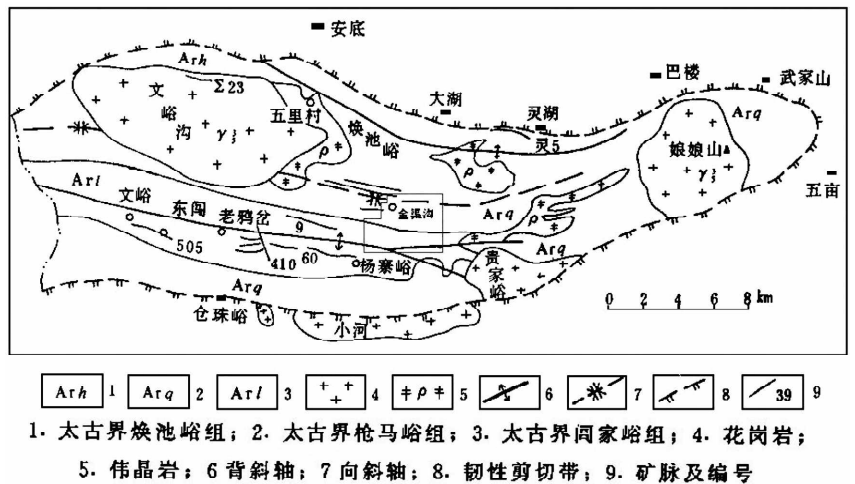 安底
Arh
Σ23
文
峪
沟
γ₅³
五里村
焕池峪
ρ
大湖
灵湖
灵5
巴楼
武家山
Arq
娘娘山
γ₅³
五亩
Arl
文峪
东闯
老鸦岔
9
金渠沟
Arq
ρ
ρ
505
410
60
杨寨峪
Arq
贵家峪
Arq
仓珠峪
小河
0 2 4 6 8 km
Arh 1 Arq 2 Arl 3 4 ρ 5 6 7 8 39 9
1. 太古界焕池峪组；2. 太古界枪马峪组；3. 太古界闾家峪组；4. 花岗岩；
5. 伟晶岩；6背斜轴；7向斜轴；8. 韧性剪切带；9. 矿脉及编号